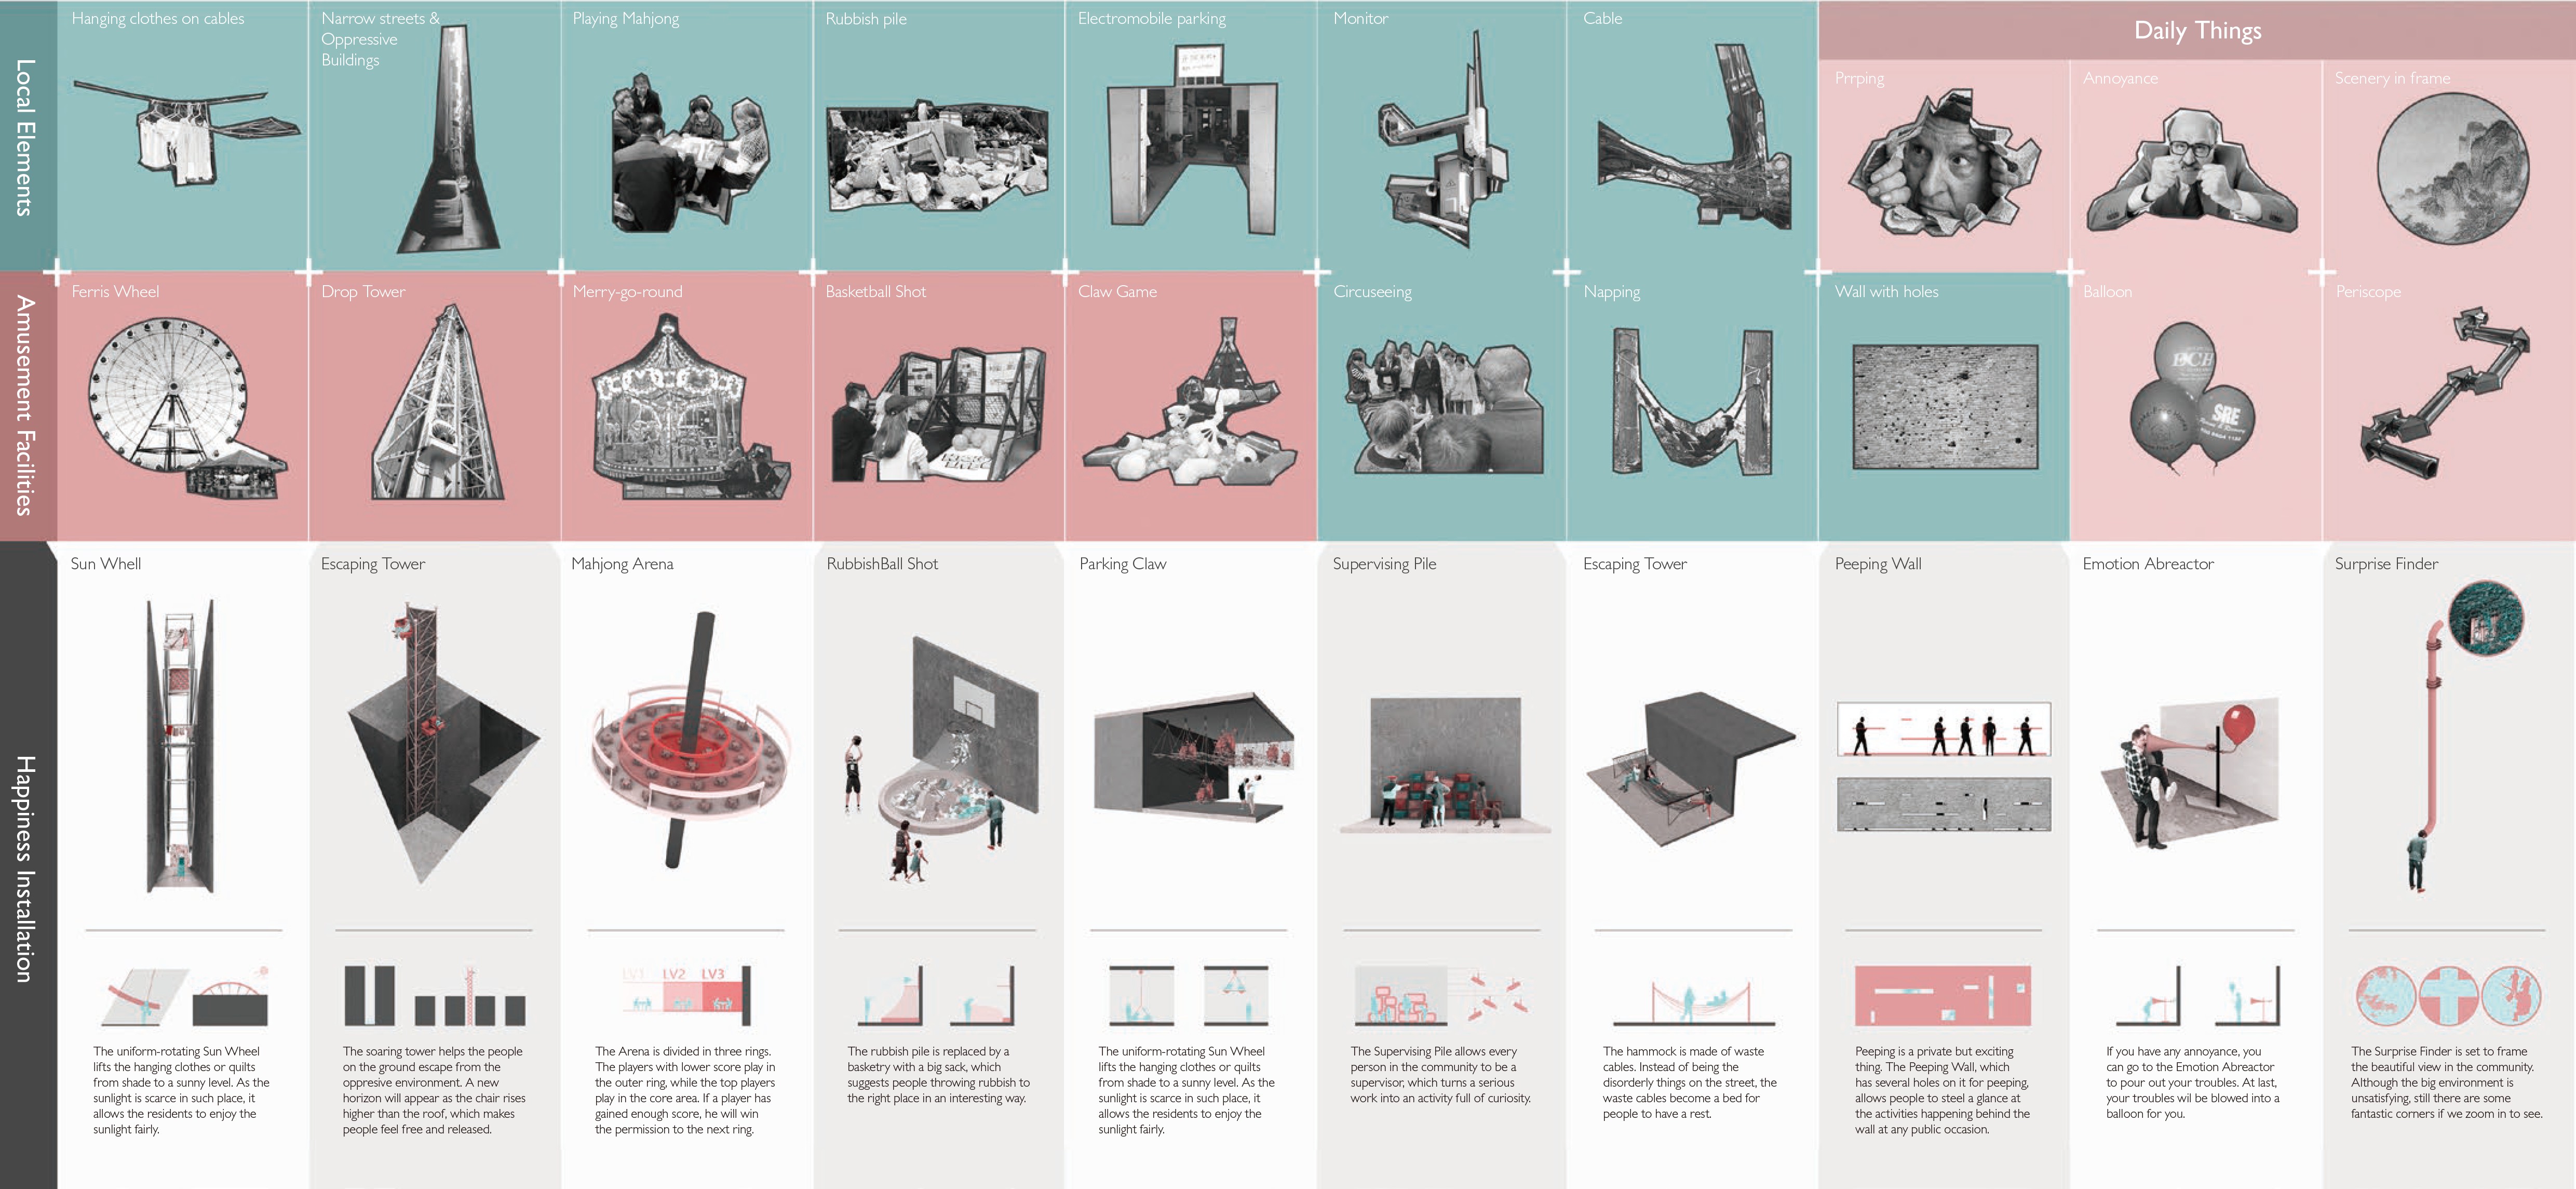 Local Elements
Hanging clothes on cables
Narrow streets &
Oppressive
Buildings
Playing Mahjong
Rubbish pile
Electromobile parking
Monitor
Cable
Daily Things
Prrping
Annoyance
Scenery in frame
Amusement Facilities
Ferris Wheel
Drop Tower
Merry-go-round
Basketball Shot
Claw Game
Circuseeing
Napping
Wall with holes
Balloon
Periscope
SRE
Happiness Installation
Sun Whell
Escaping Tower
Mahjong Arena
RubbishBall Shot
Parking Claw
Supervising Pile
Escaping Tower
Peeping Wall
Emotion Abreactor
Surprise Finder
LV1 LV2 LV3
The uniform-rotating Sun Wheel
lifts the hanging clothes or quilts
from shade to a sunny level. As the
sunlight is scarce in such place, it
allows the residents to enjoy the
sunlight fairly.
The soaring tower helps the people
on the ground escape from the
oppresive environment. A new
horizon will appear as the chair rises
higher than the roof, which makes
people feel free and released.
The Arena is divided in three rings.
The players with lower score play in
the outer ring, while the top players
play in the core area. If a player has
gained enough score, he will win
the permission to the next ring.
The rubbish pile is replaced by a
basketry with a big sack, which
suggests people throwing rubbish to
the right place in an interesting way.
The uniform-rotating Sun Wheel
lifts the hanging clothes or quilts
from shade to a sunny level. As the
sunlight is scarce in such place, it
allows the residents to enjoy the
sunlight fairly.
The Supervising Pile allows every
person in the community to be a
supervisor, which turns a serious
work into an activity full of curiosity.
The hammock is made of waste
cables. Instead of being the
disorderly things on the street, the
waste cables become a bed for
people to have a rest.
Peeping is a private but exciting
thing. The Peeping Wall, which
has several holes on it for peeping,
allows people to steel a glance at
the activities happening behind the
wall at any public occasion.
If you have any annoyance, you
can go to the Emotion Abreactor
to pour out your troubles. At last,
your troubles wil be blowed into a
balloon for you.
The Surprise Finder is set to frame
the beautiful view in the community.
Although the big environment is
unsatisfying, still there are some
fantastic corners if we zoom in to see.